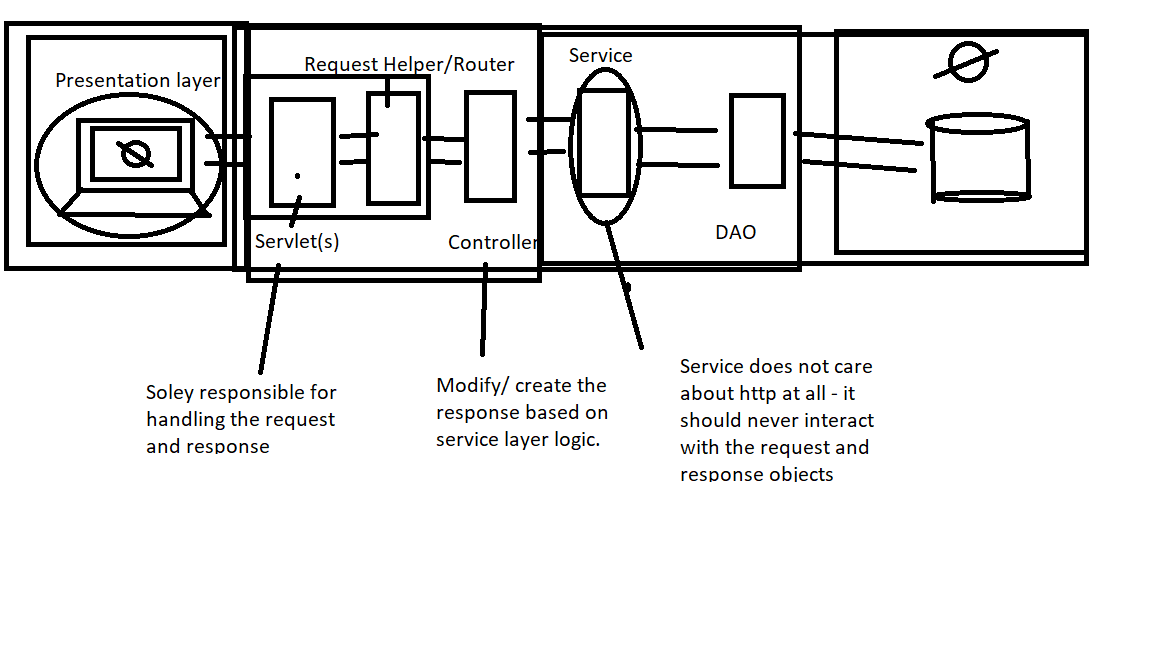 Presentation layer
Request Helper/Router
Service
Servlet(s)
Controller
DAO
Soley responsible for
handling the request
and response
Modify/ create the
response based on
service layer logic.
Service does not care
about http at all - it
should never interact
with the request and
response objects